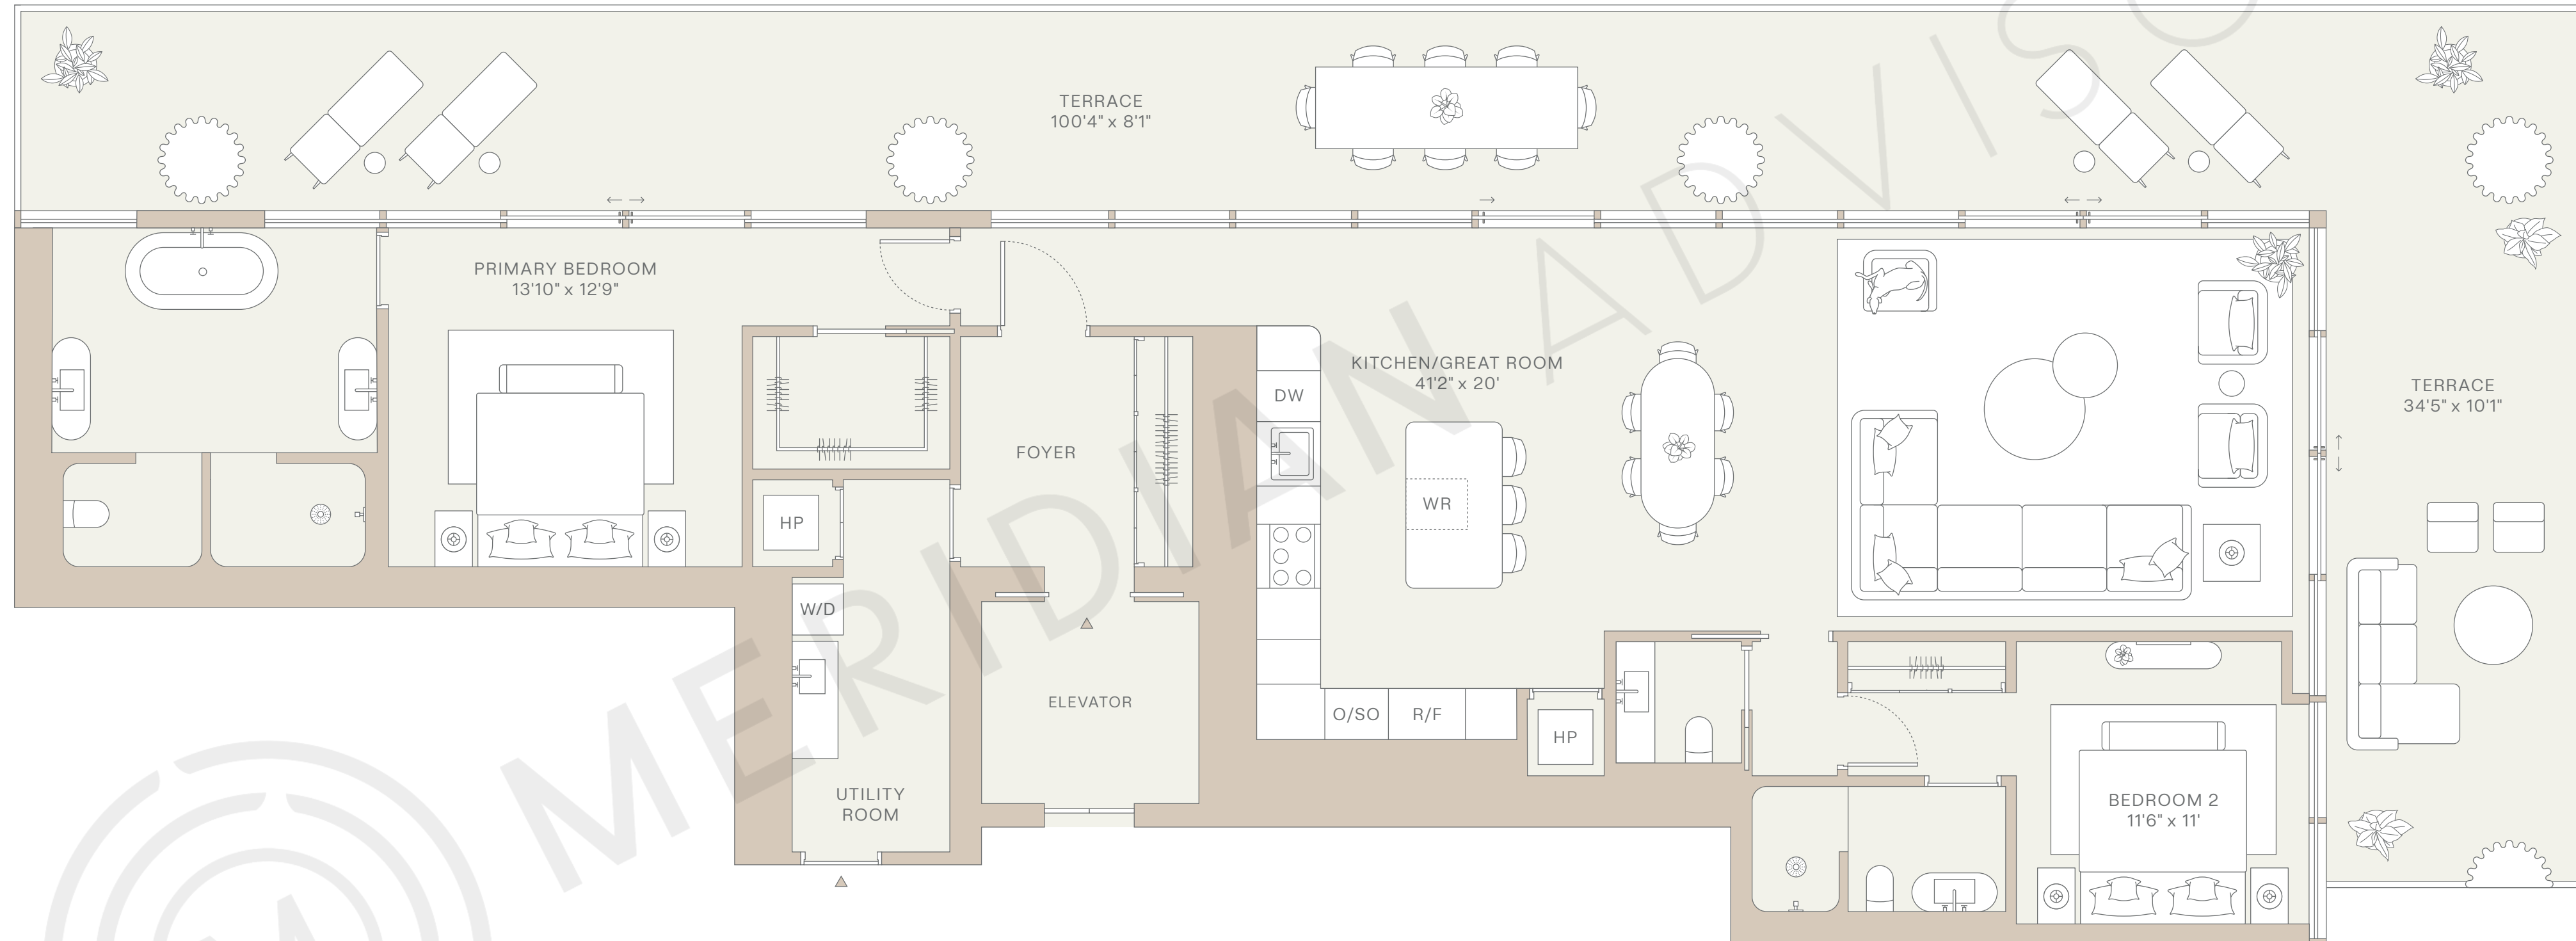 TERRACE
100'4" x 8'1"
PRIMARY BEDROOM
13'10" x 12'9"
KITCHEN/GREAT ROOM
41'2" x 20'
TERRACE
34'5" x 10'1"
DW
FOYER
WR
HP
W/D
ELEVATOR
O/SO
R/F
HP
UTILITY
ROOM
BEDROOM 2
11'6" x 11'
MERIDIAN ADVISO
M